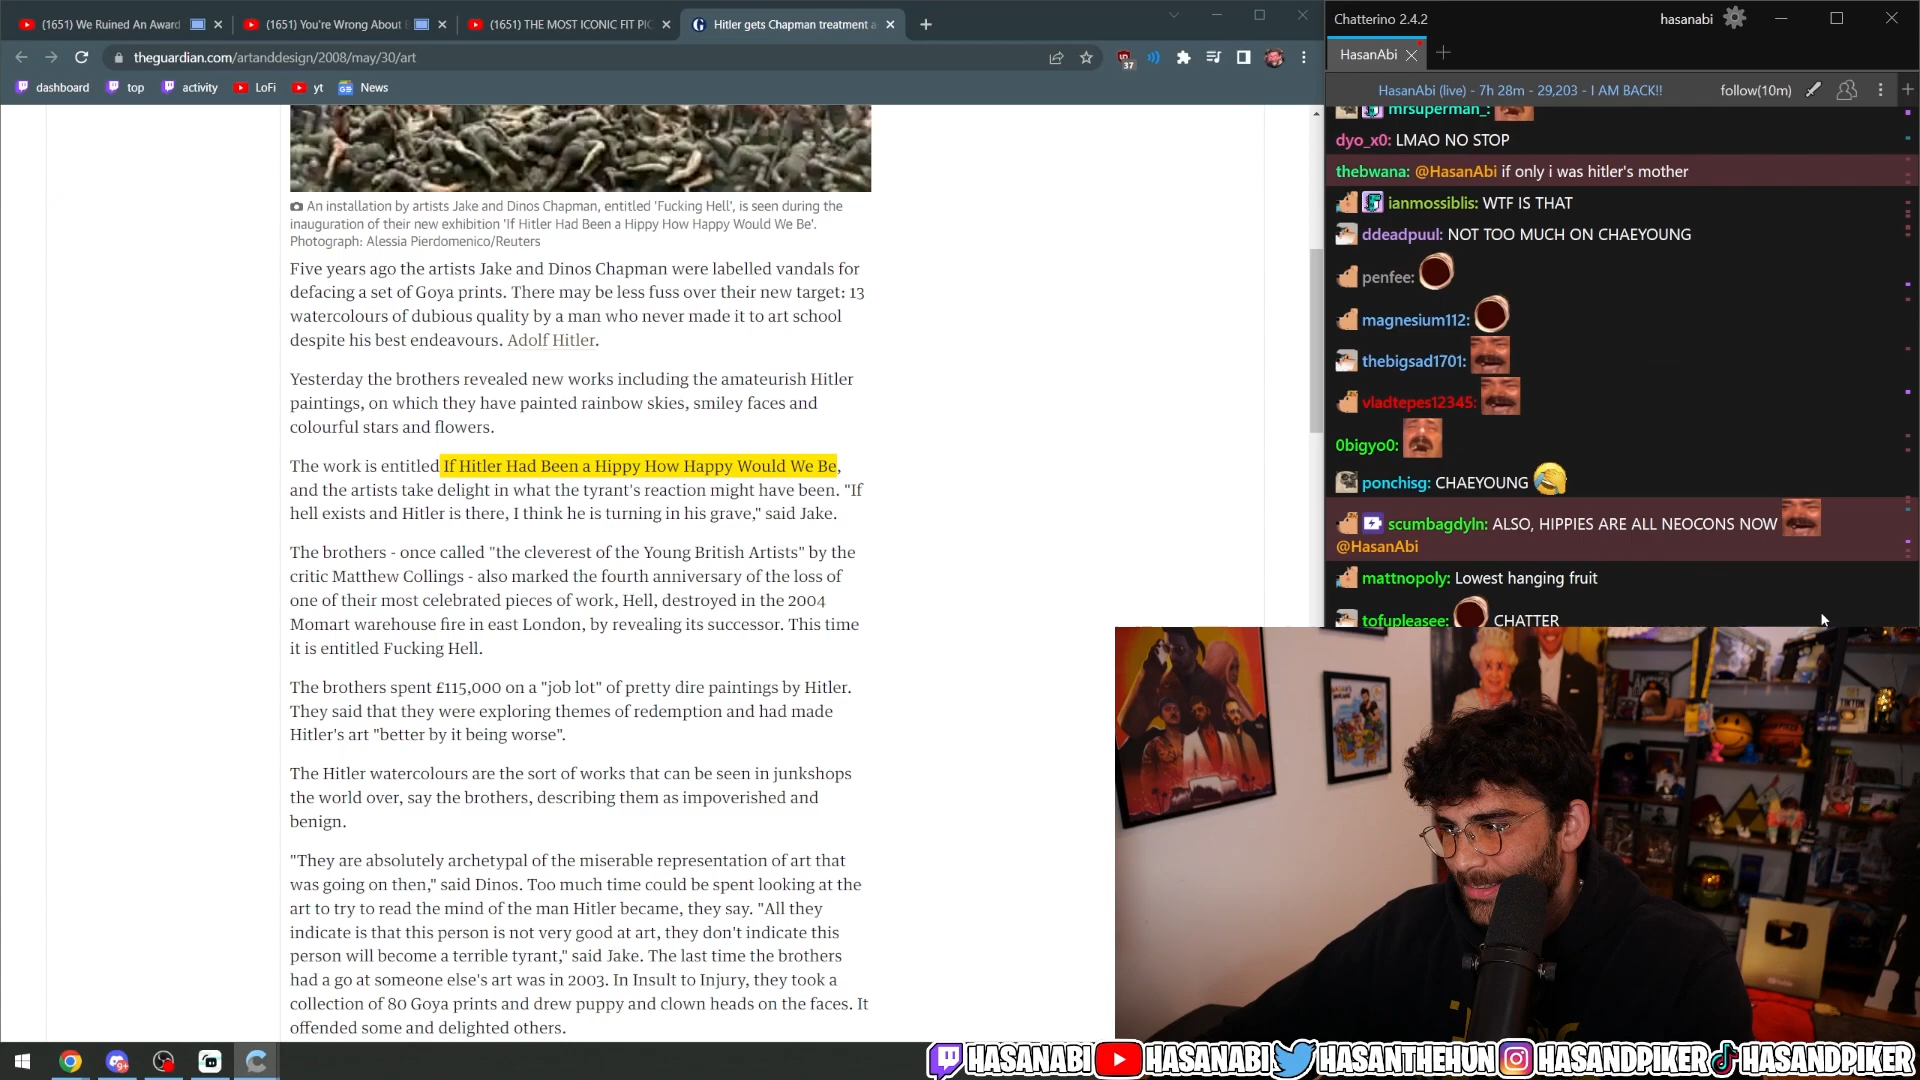 (1651) We Ruined An Award
(1651) You're Wrong About
(1651) THE MOST ICONIC FIT PIC
Hitler gets Chapman treatment a
theguardian.com/artanddesign/2008/may/30/art
37
dashboard
top
activity
LoFi
yt
News
An installation by artists Jake and Dinos Chapman, entitled 'Fucking Hell', is seen during the
inauguration of their new exhibition 'If Hitler Had Been a Hippy How Happy Would We Be'.
Photograph: Alessia Pierdomenico/Reuters
Five years ago the artists Jake and Dinos Chapman were labelled vandals for
defacing a set of Goya prints. There may be less fuss over their new target: 13
watercolours of dubious quality by a man who never made it to art school
despite his best endeavours. Adolf Hitler.
Yesterday the brothers revealed new works including the amateurish Hitler
paintings, on which they have painted rainbow skies, smiley faces and
colourful stars and flowers.
The work is entitled If Hitler Had Been a Hippy How Happy Would We Be,
and the artists take delight in what the tyrant's reaction might have been. "If
hell exists and Hitler is there, I think he is turning in his grave," said Jake.
The brothers - once called "the cleverest of the Young British Artists" by the
critic Matthew Collings - also marked the fourth anniversary of the loss of
one of their most celebrated pieces of work, Hell, destroyed in the 2004
Momart warehouse fire in east London, by revealing its successor. This time
it is entitled Fucking Hell.
The brothers spent £115,000 on a "job lot" of pretty dire paintings by Hitler.
They said that they were exploring themes of redemption and had made
Hitler's art "better by it being worse".
The Hitler watercolours are the sort of works that can be seen in junkshops
the world over, say the brothers, describing them as impoverished and
benign.
"They are absolutely archetypal of the miserable representation of art that
was going on then," said Dinos. Too much time could be spent looking at the
art to try to read the mind of the man Hitler became, they say. "All they
indicate is that this person is not very good at art, they don't indicate this
person will become a terrible tyrant," said Jake. The last time the brothers
had a go at someone else's art was in 2003. In Insult to Injury, they took a
collection of 80 Goya prints and drew puppy and clown heads on the faces. It
offended some and delighted others.
Chatterino 2.4.2
hasanabi
HasanAbi
HasanAbi (live) - 7h 28m - 29,203 - I AM BACK!!
follow(10m)
mrsuperman_:
dyo_x0: LMAO NO STOP
thebwana: @HasanAbi if only i was hitler's mother
ianmossiblis: WTF IS THAT
ddeadpuul: NOT TOO MUCH ON CHAEYOUNG
penfee:
magnesium112:
thebigsad1701:
vladtepes12345:
0bigyo0:
ponchisg: CHAEYOUNG
scumbagdyln: ALSO, HIPPIES ARE ALL NEOCONS NOW
@HasanAbi
mattnopoly: Lowest hanging fruit
tofupleasee: CHATTER
HASANABI HASANABI HASANTHEHUN HASANDPIKER HASANDPIKER